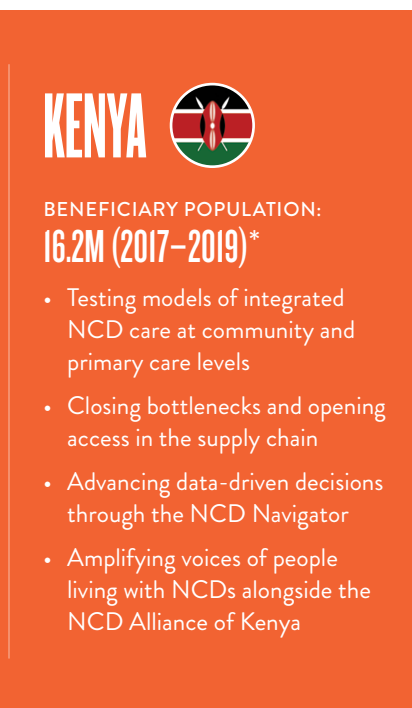 KENYA
BENEFICIARY POPULATION:
16.2M (2017–2019)*
• Testing models of integrated
NCD care at community and
primary care levels
• Closing bottlenecks and opening
access in the supply chain
• Advancing data-driven decisions
through the NCD Navigator
• Amplifying voices of people
living with NCDs alongside the
NCD Alliance of Kenya